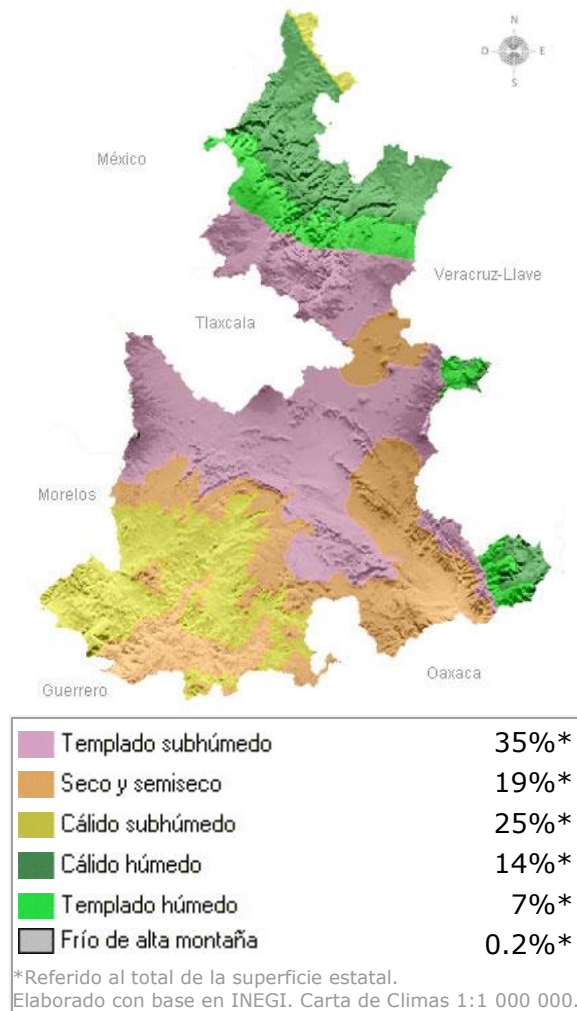 N
O E
S
México
Veracruz-Llave
Tlaxcala
Morelos
Oaxaca
Guerrero
Templado subhúmedo 35%*
Seco y semiseco 19%*
Cálido subhúmedo 25%*
Cálido húmedo 14%*
Templado húmedo 7%*
Frío de alta montaña 0.2%*
*Referido al total de la superficie estatal.
Elaborado con base en INEGI. Carta de Climas 1:1 000 000.